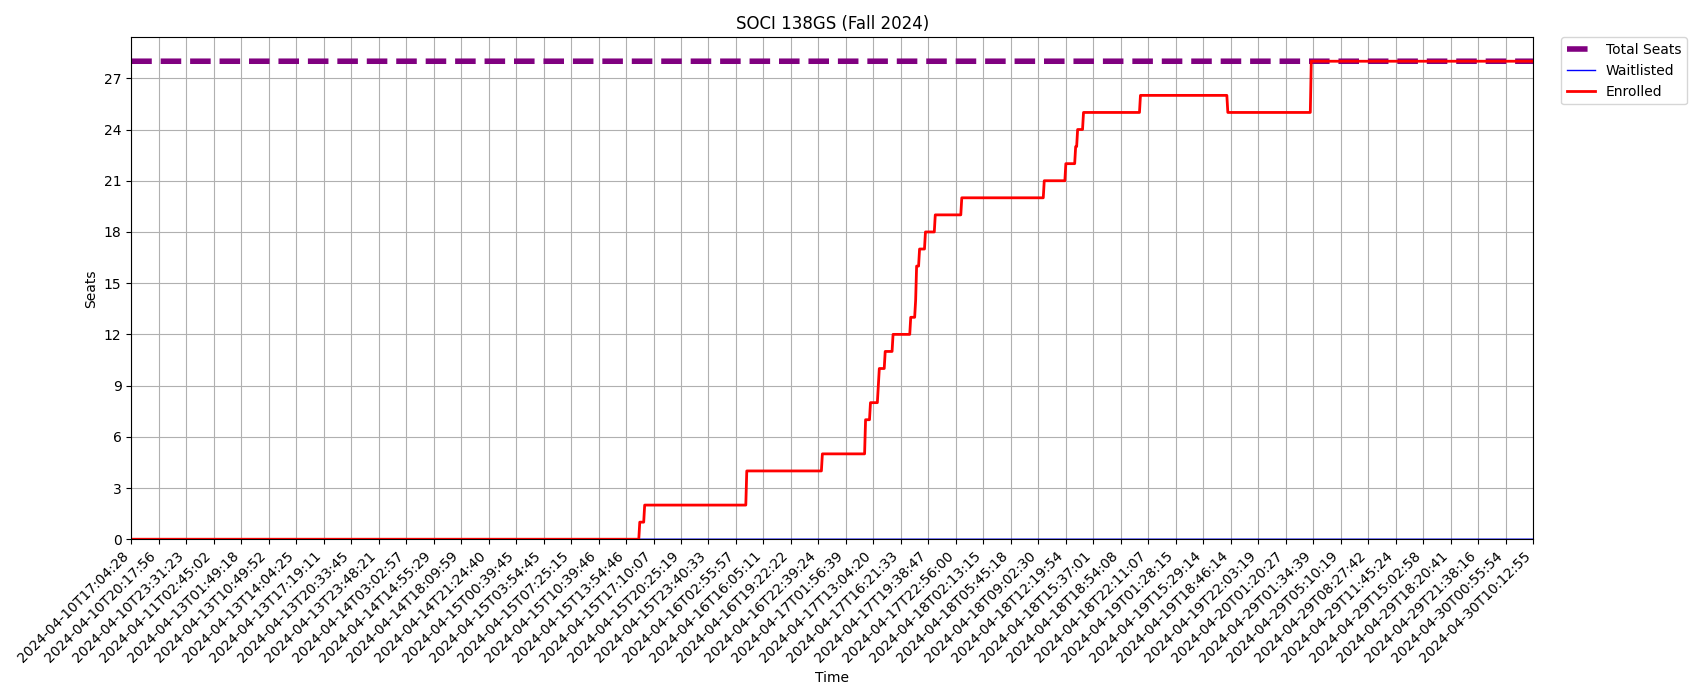 SOCI 138GS (Fall 2024)
Total Seats
Waitlisted
Enrolled
Seats
27
24
21
18
15
12
9
6
3
0
2024-04-10T17:04:28
2024-04-10T20:17:56
2024-04-10T23:31:23
2024-04-11T02:45:02
2024-04-13T01:49:18
2024-04-13T10:49:52
2024-04-13T14:04:25
2024-04-13T17:19:11
2024-04-13T20:33:45
2024-04-13T23:48:21
2024-04-14T03:02:57
2024-04-14T14:55:29
2024-04-14T18:09:59
2024-04-14T21:24:40
2024-04-15T00:39:45
2024-04-15T03:54:45
2024-04-15T07:25:15
2024-04-15T10:39:46
2024-04-15T13:54:46
2024-04-15T17:10:07
2024-04-15T20:25:19
2024-04-15T23:40:33
2024-04-16T02:55:57
2024-04-16T16:05:11
2024-04-16T19:22:22
2024-04-16T22:39:24
2024-04-17T01:56:39
2024-04-17T13:04:20
2024-04-17T16:21:33
2024-04-17T19:38:47
2024-04-17T22:56:00
2024-04-18T02:13:15
2024-04-18T05:45:18
2024-04-18T09:02:30
2024-04-18T12:19:54
2024-04-18T15:37:01
2024-04-18T18:54:08
2024-04-18T22:11:07
2024-04-19T01:28:15
2024-04-19T15:29:14
2024-04-19T18:46:14
2024-04-19T22:03:19
2024-04-20T01:20:27
2024-04-29T01:34:39
2024-04-29T05:10:19
2024-04-29T08:27:42
2024-04-29T11:45:24
2024-04-29T15:02:58
2024-04-29T18:20:41
2024-04-29T21:38:16
2024-04-30T00:55:54
2024-04-30T10:12:55
Time